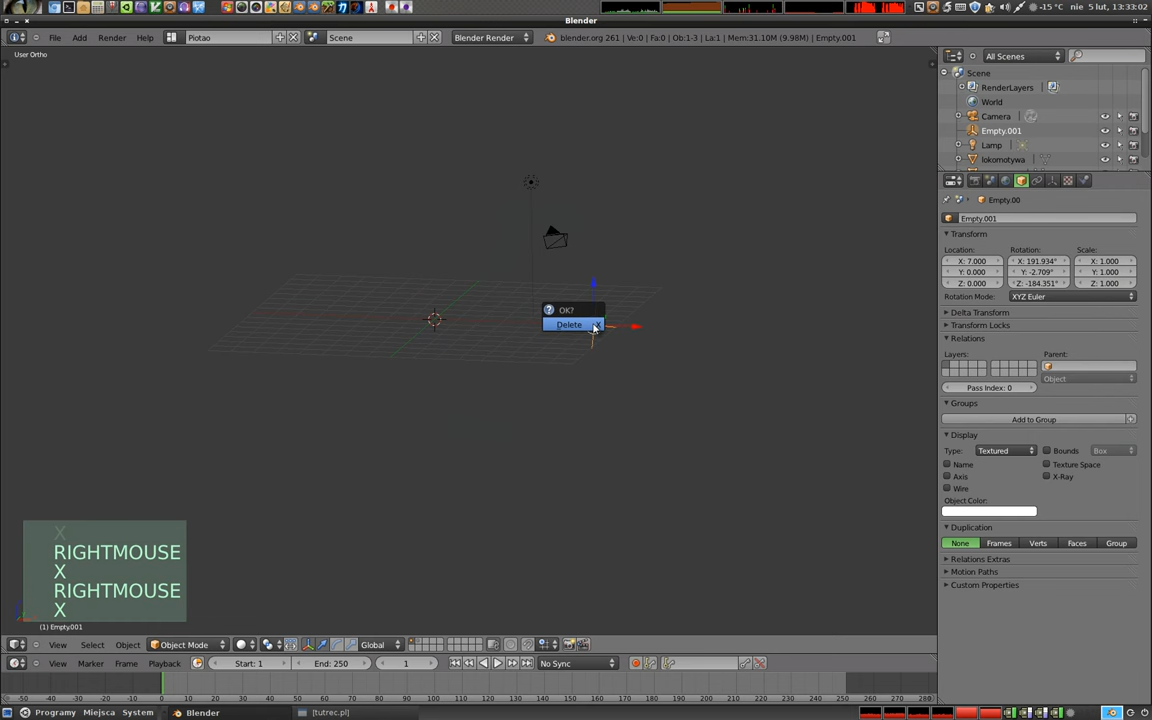 -15 °C nie 5 lut, 13:33:02
Blender
File Add Render Help Piotao Scene Blender Render blender.org 261 | Ve:0 | Fa:0 | Ob:1-3 | La:1 | Mem:31.10M (9.98M) | Empty.001
User Ortho
All Scenes
Scene
RenderLayers
World
Camera
Empty.001
Lamp
lokomotywa
Empty.00
Empty.001
Transform
Location: Rotation: Scale:
X: 7.000 X: 191.934° X: 1.000
Y: 0.000 Y: -2.709° Y: 1.000
Z: 0.000 Z: -184.351° Z: 1.000
Rotation Mode: XYZ Euler
Delta Transform
Transform Locks
Relations
Layers: Parent:
Object
Pass Index: 0
Groups
Add to Group
Display
Type: Textured Bounds Box
Name Texture Space
Axis X-Ray
Wire
Object Color:
Duplication
None Frames Verts Faces Group
Relations Extras
Motion Paths
Custom Properties
OK?
Delete X
X
RIGHTMOUSE
X
RIGHTMOUSE
X
(1) Empty.001
View Select Object Object Mode Global
View Marker Frame Playback Start: 1 End: 250 1 No Sync
-50 -40 -30 -20 -10 0 10 20 30 40 50 60 70 80 90 100 110 120 130 140 150 160 170 180 190 200 210 220 230 240 250 260 270 280
Programy Miejsca System Blender [tutrec.pl]